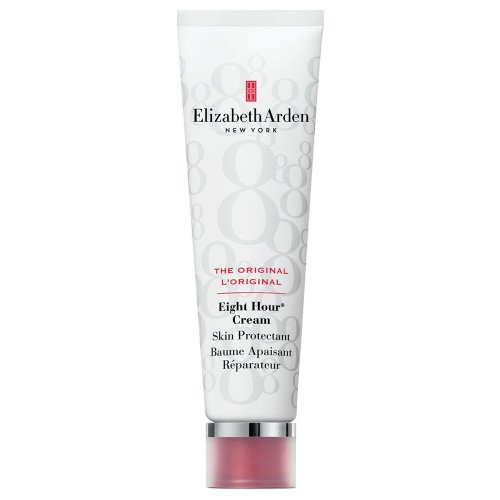 Elizabeth Arden
NEW YORK
THE ORIGINAL
L'ORIGINAL
Eight Hour®
Cream
Skin Protectant
Baume Apaisant
Réparateur